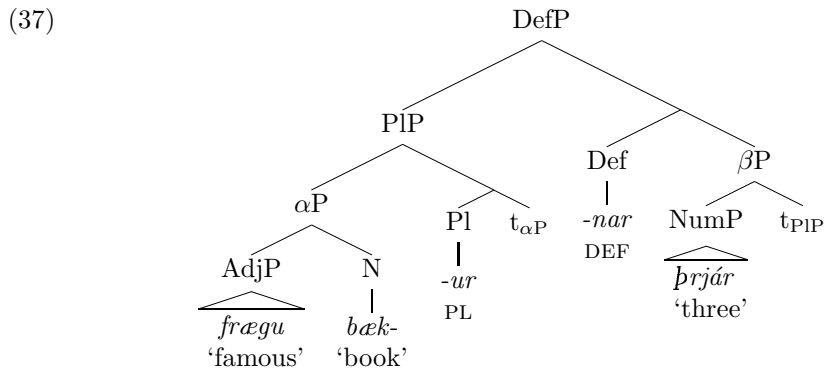 (37)
DefP
PlP
Def
βP
αP
Pl
t_αP
-nar
NumP
t_PlP
AdjP
N
-ur
DEF
þrjár
frægu
bæk-
PL
‘three’
‘famous’
‘book’